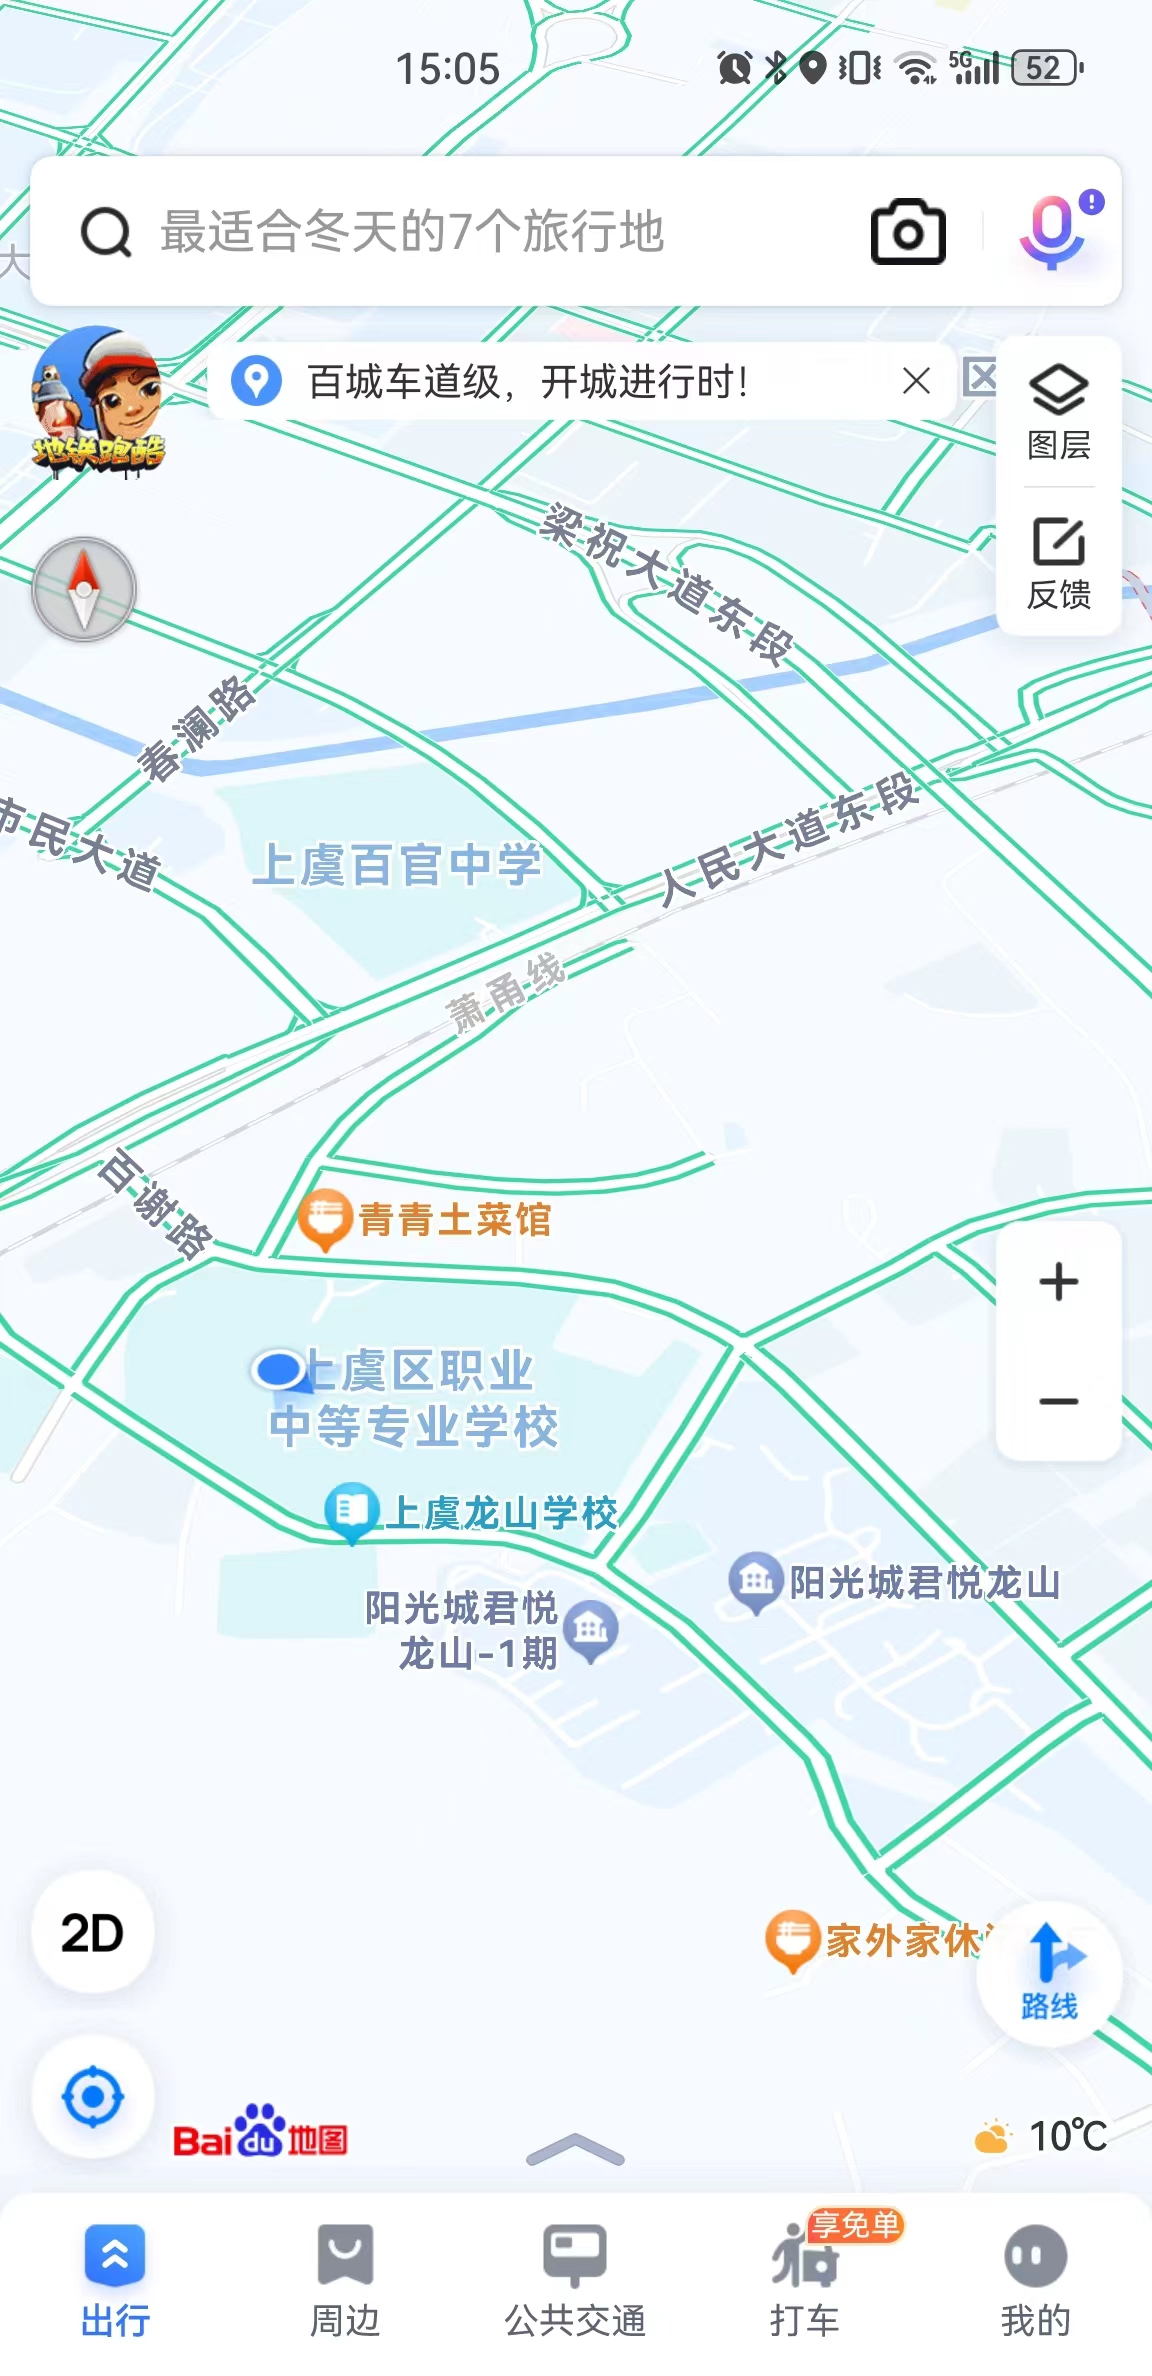 15:05
5G
52
最适合冬天的7个旅行地
大
地铁跑酷
百城车道级，开城进行时！
图层
反馈
梁祝大道东段
春澜路
市民大道
上虞百官中学
人民大道东段
萧甬线
百谢路
青青土菜馆
上虞区职业
中等专业学校
上虞龙山学校
阳光城君悦龙山
阳光城君悦
龙山-1期
2D
家外家休
路线
Bai du 地图
10℃
享免单
出行
周边
公共交通
打车
我的